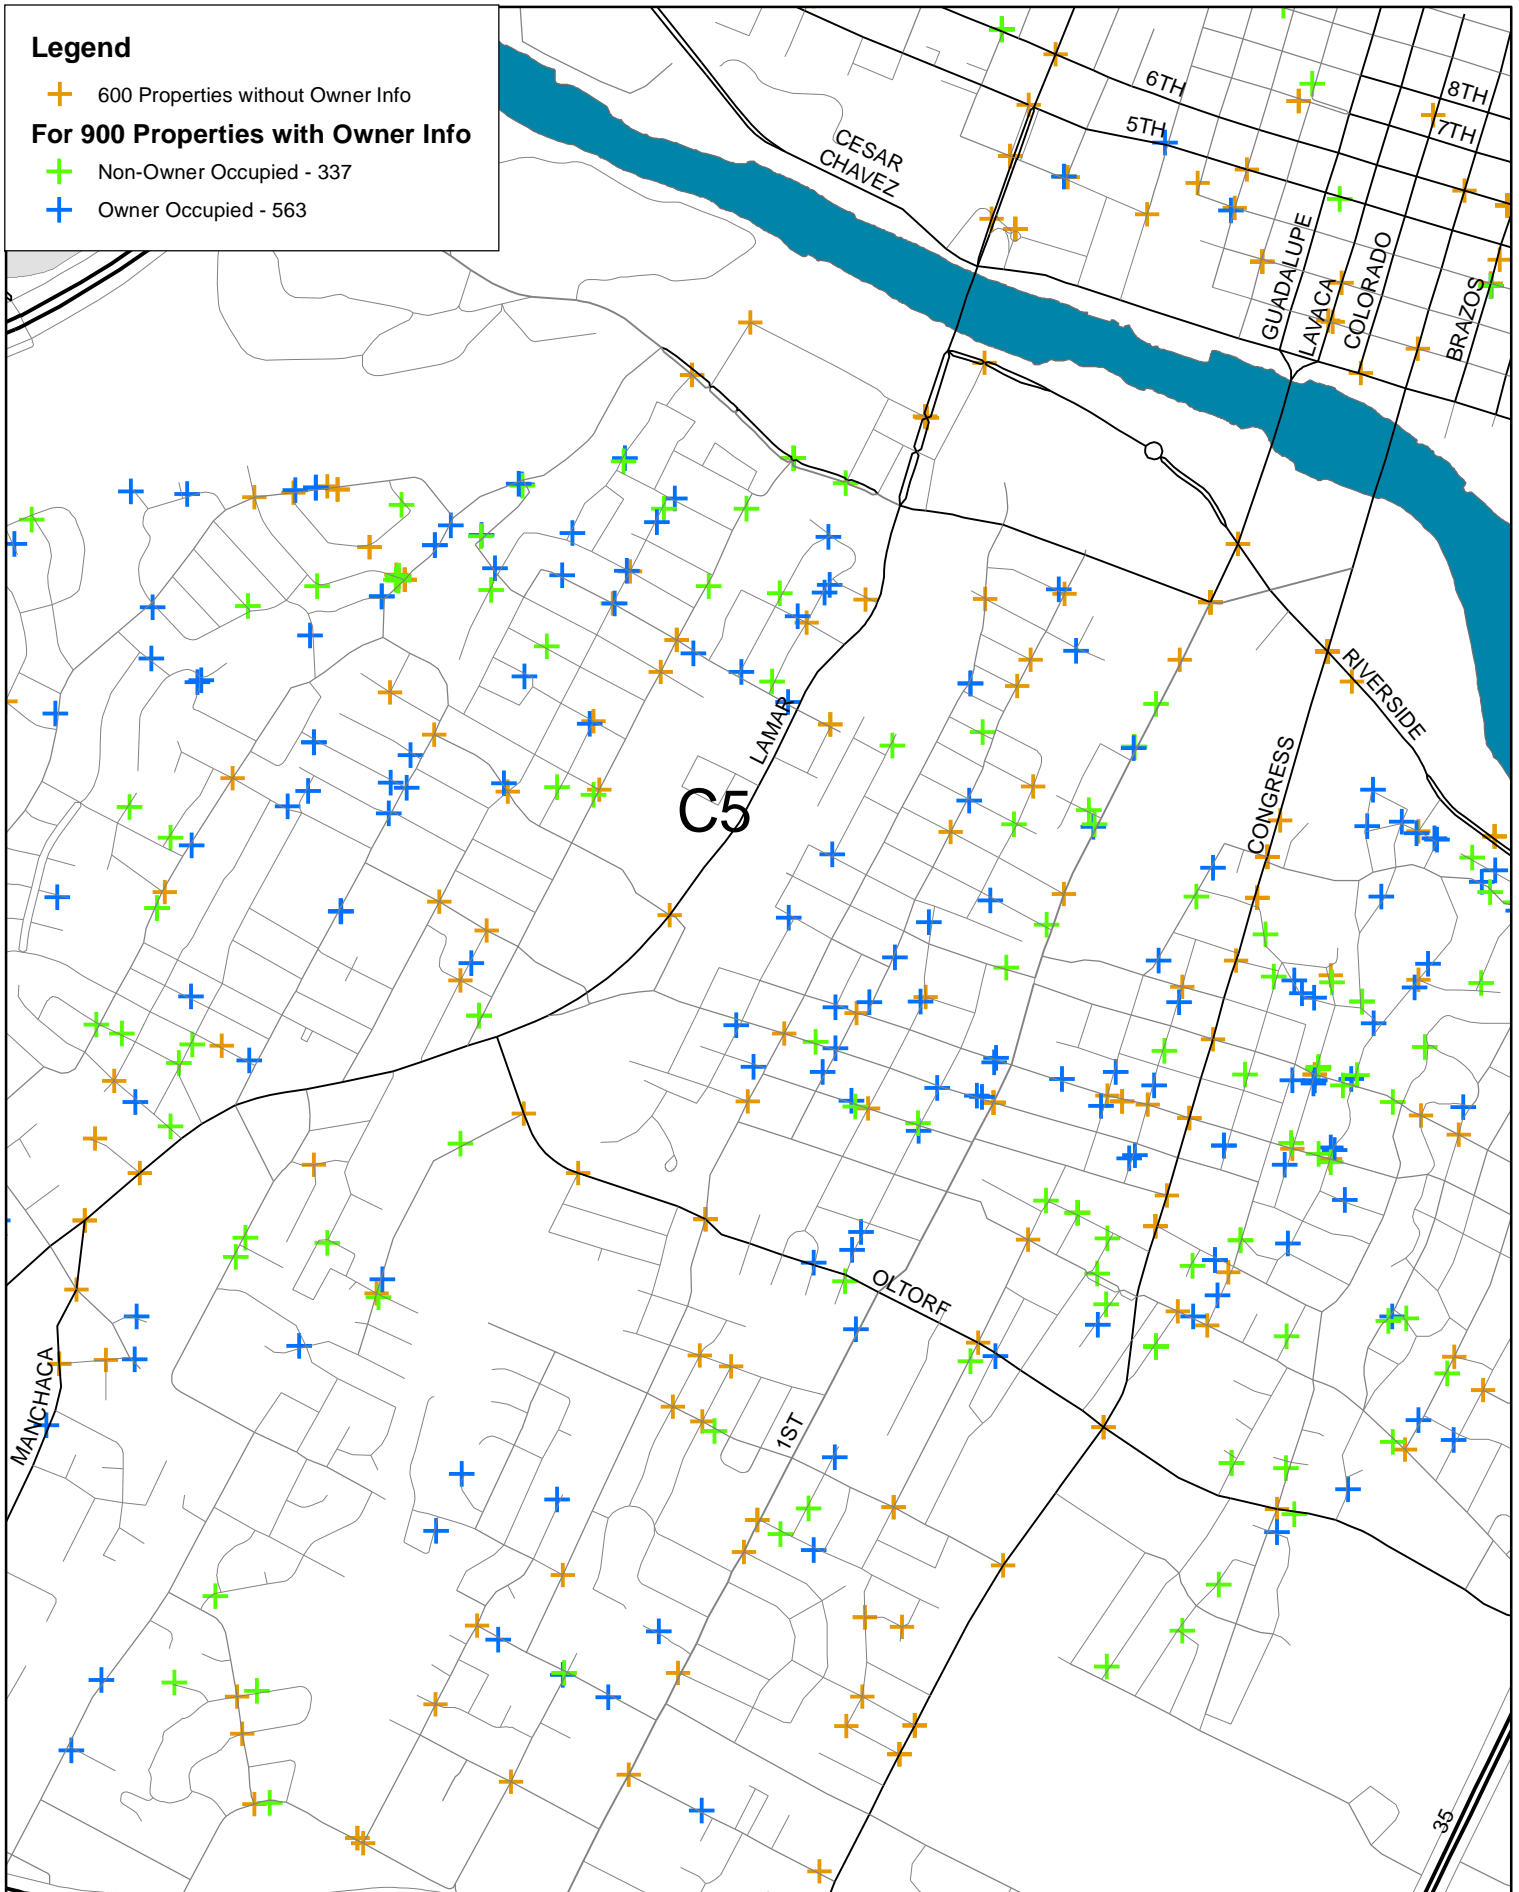 Legend
600 Properties without Owner Info
For 900 Properties with Owner Info
Non-Owner Occupied - 337
Owner Occupied - 563
6TH
8TH
5TH
7TH
CESAR
CHAVEZ
GUADALUPE
LAVACA
COLORADO
BRAZOS
RIVERSIDE
LAMAR
CONGRESS
C5
OLTORF
MANCHACA
1ST
35